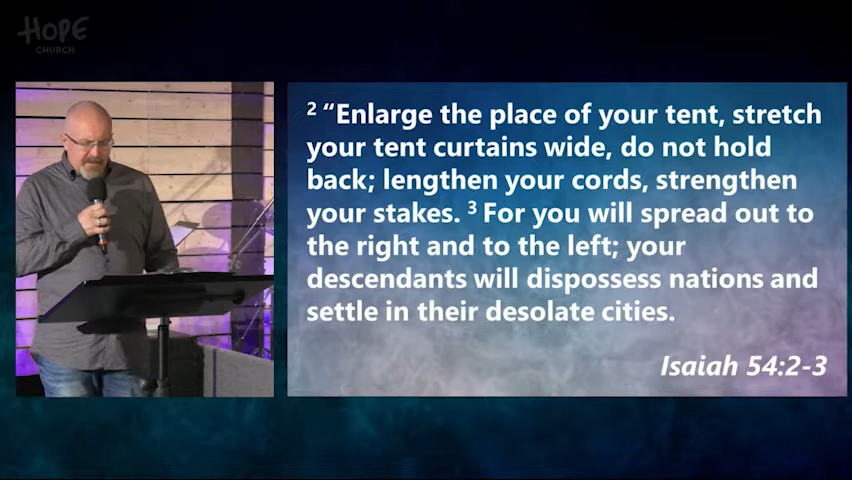 HOPE
CHURCH
2 “Enlarge the place of your tent, stretch
your tent curtains wide, do not hold
back; lengthen your cords, strengthen
your stakes. 3 For you will spread out to
the right and to the left; your
descendants will dispossess nations and
settle in their desolate cities.
Isaiah 54:2-3